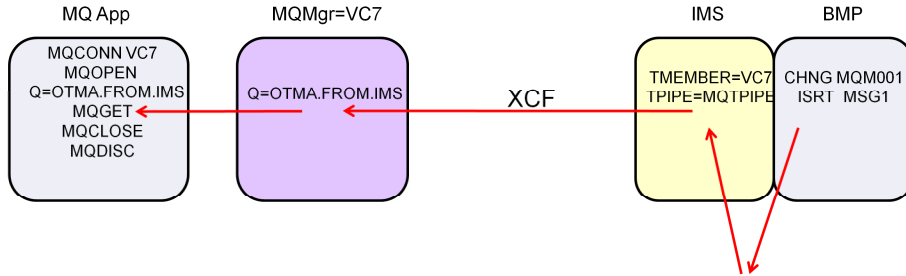 MQ App
MQMgr=VC7
IMS
BMP
MQCONN VC7
MQOPEN
Q=OTMA.FROM.IMS
MQGET
MQCLOSE
MQDISC
Q=OTMA.FROM.IMS
XCF
TMEMBER=VC7
TPIPE=MQTPIPE
CHNG MQM001
ISRT MSG1